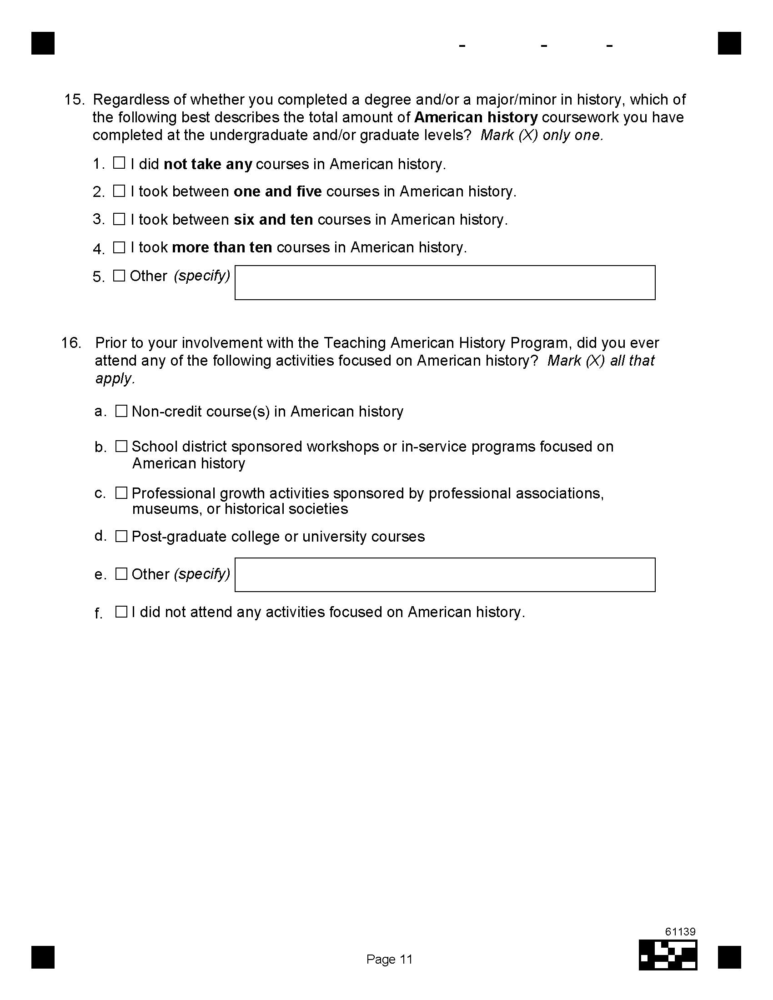 - - -
15. Regardless of whether you completed a degree and/or a major/minor in history, which of
the following best describes the total amount of American history coursework you have
completed at the undergraduate and/or graduate levels? Mark (X) only one.
1. ☐ I did not take any courses in American history.
2. ☐ I took between one and five courses in American history.
3. ☐ I took between six and ten courses in American history.
4. ☐ I took more than ten courses in American history.
5. ☐ Other (specify)
16. Prior to your involvement with the Teaching American History Program, did you ever
attend any of the following activities focused on American history? Mark (X) all that
apply.
a. ☐ Non-credit course(s) in American history
b. ☐ School district sponsored workshops or in-service programs focused on
American history
c. ☐ Professional growth activities sponsored by professional associations,
museums, or historical societies
d. ☐ Post-graduate college or university courses
e. ☐ Other (specify)
f. ☐ I did not attend any activities focused on American history.
61139
Page 11